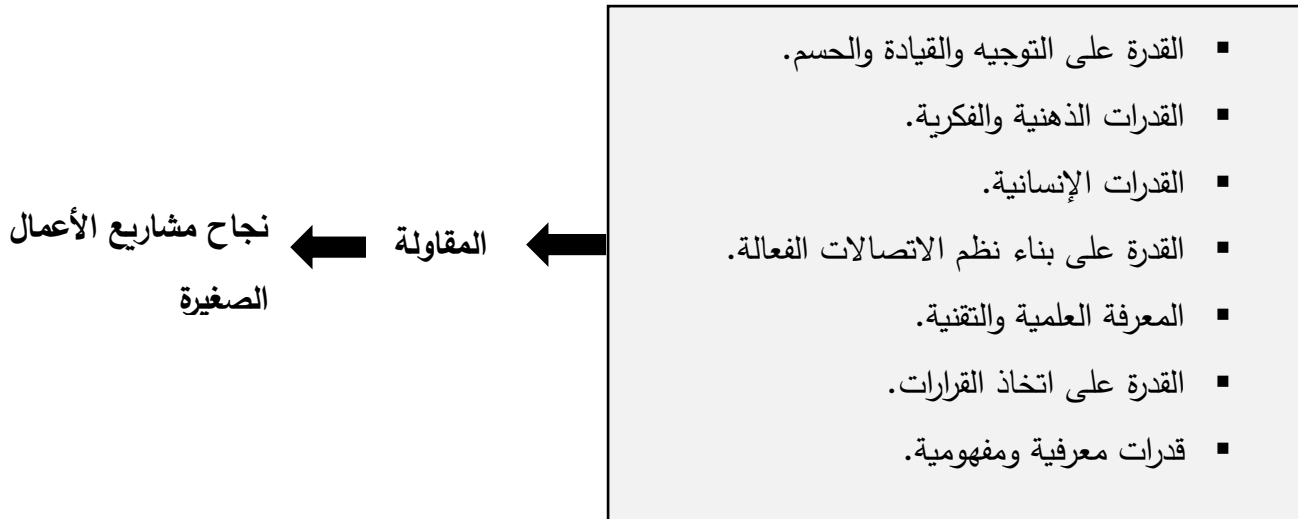 القدرة على التوجيه والقيادة والحسم.
القدرات الذهنية والفكرية.
القدرات الإنسانية.
القدرة على بناء نظم الاتصالات الفعالة.
المعرفة العلمية والتقنية.
القدرة على اتخاذ القرارات.
قدرات معرفية ومفهومية.
المقاولة
نجاح مشاريع الأعمال
الصغيرة